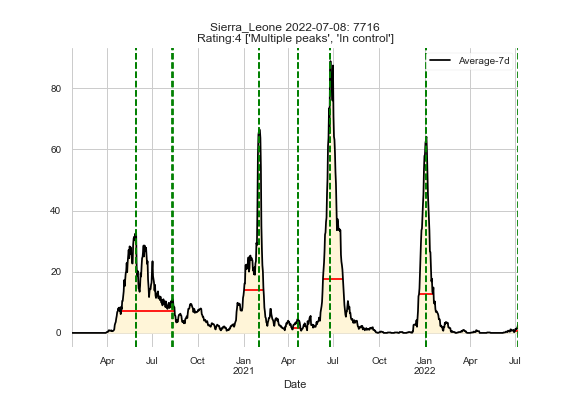 Sierra_Leone 2022-07-08: 7716
Rating:4 ['Multiple peaks', 'In control']
Average-7d
80
60
40
20
0
Apr Jul Oct Jan Apr Jul Oct Jan Apr Jul
2021 2022
Date